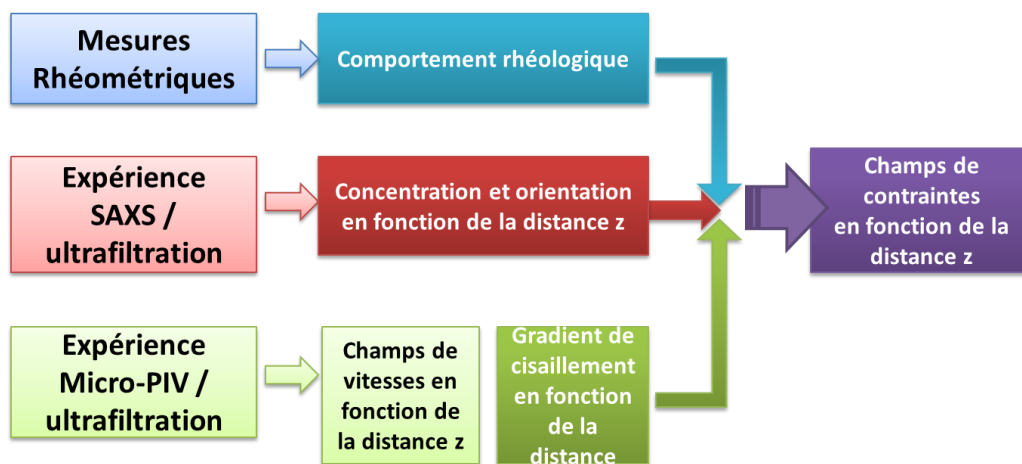 Mesures
Rhéométriques
Comportement rhéologique
Expérience
SAXS /
ultrafiltration
Concentration et orientation
en fonction de la distance z
Champs de
contraintes
en fonction de la
distance z
Expérience
Micro-PIV /
ultrafiltration
Champs de
vitesses en
fonction de
la distance z
Gradient de
cisaillement
en fonction
de la
distance